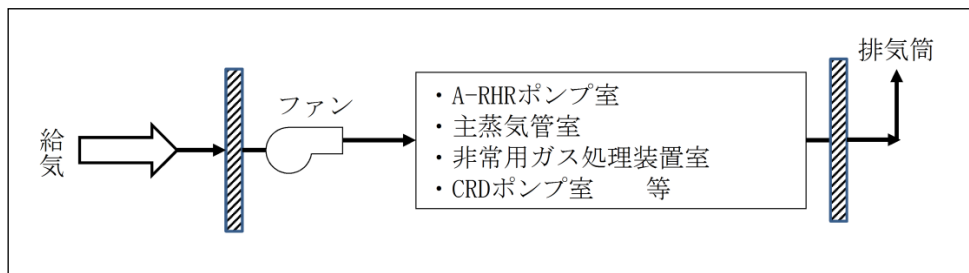 給気
ファン
・A-RHRポンプ室
・主蒸気管室
・非常用ガス処理装置室
・CRDポンプ室　　等
排気筒